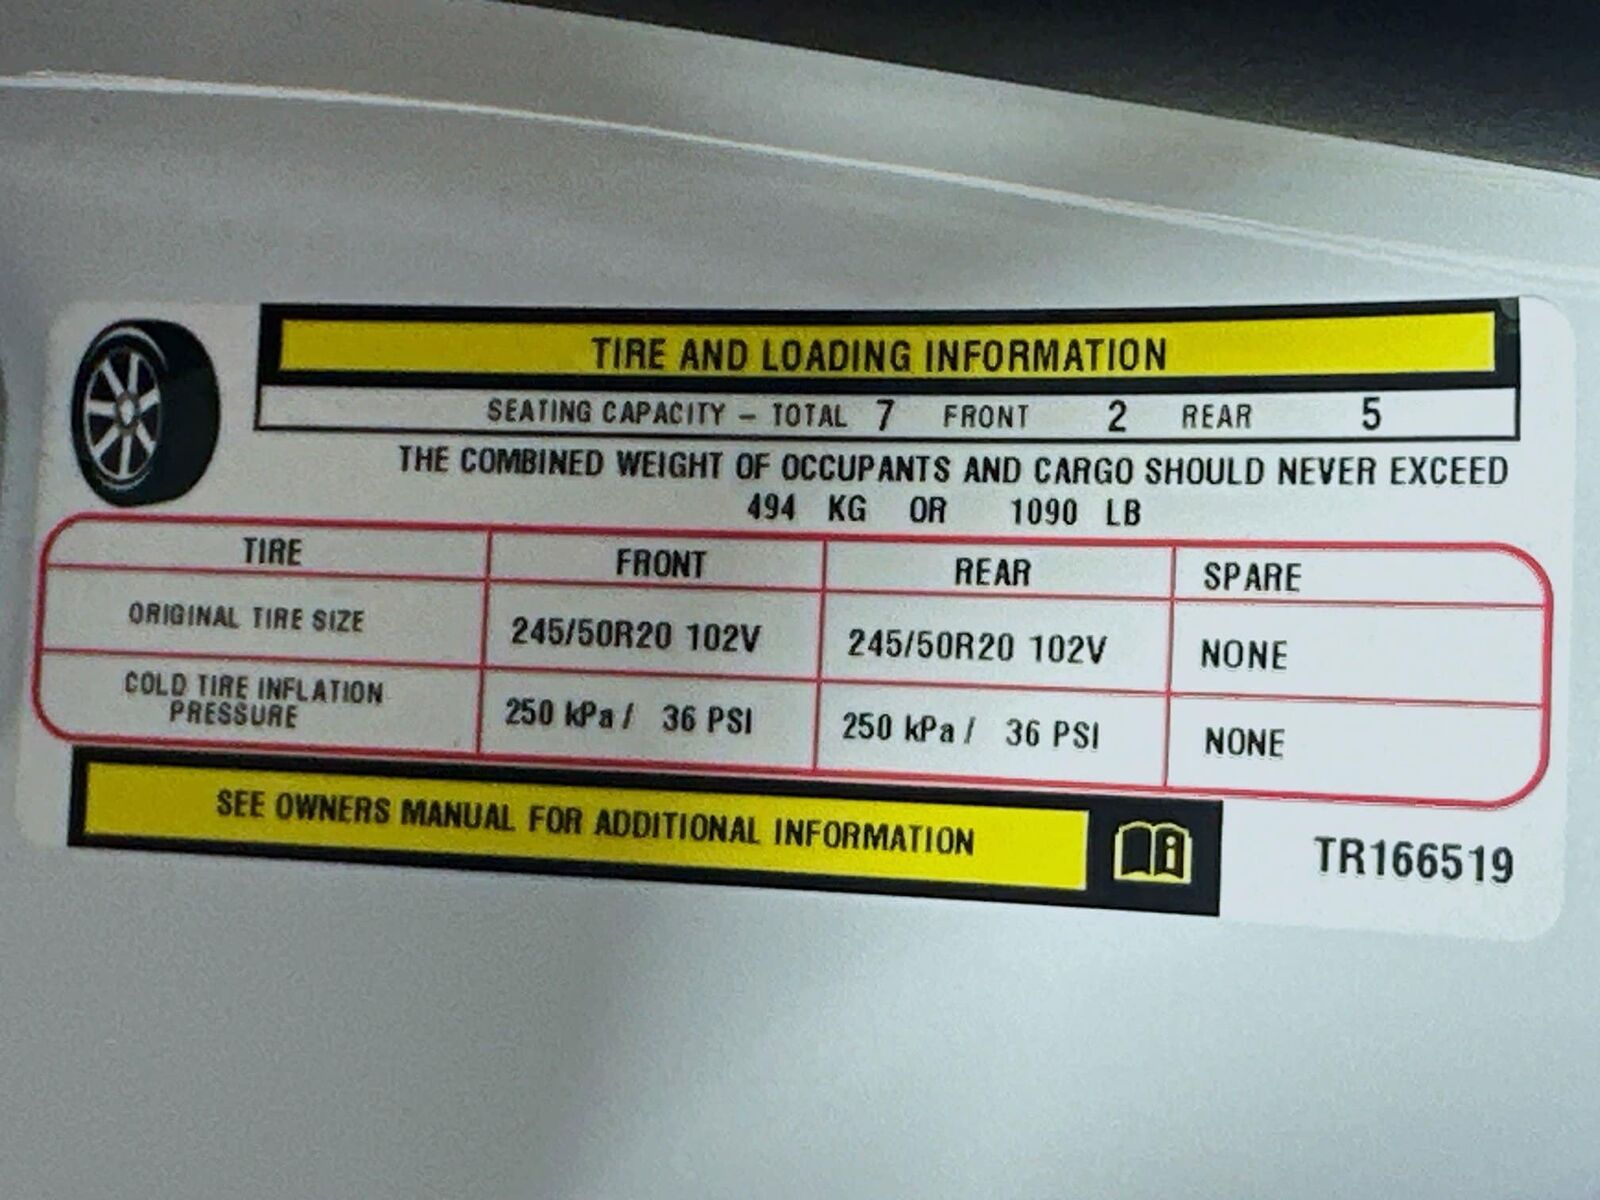 TIRE AND LOADING INFORMATION
SEATING CAPACITY – TOTAL 7 FRONT 2 REAR 5
THE COMBINED WEIGHT OF OCCUPANTS AND CARGO SHOULD NEVER EXCEED
494 KG OR 1090 LB
TIRE FRONT REAR SPARE
ORIGINAL TIRE SIZE 245/50R20 102V 245/50R20 102V NONE
COLD TIRE INFLATION
PRESSURE 250 kPa / 36 PSI 250 kPa / 36 PSI NONE
SEE OWNERS MANUAL FOR ADDITIONAL INFORMATION
TR166519